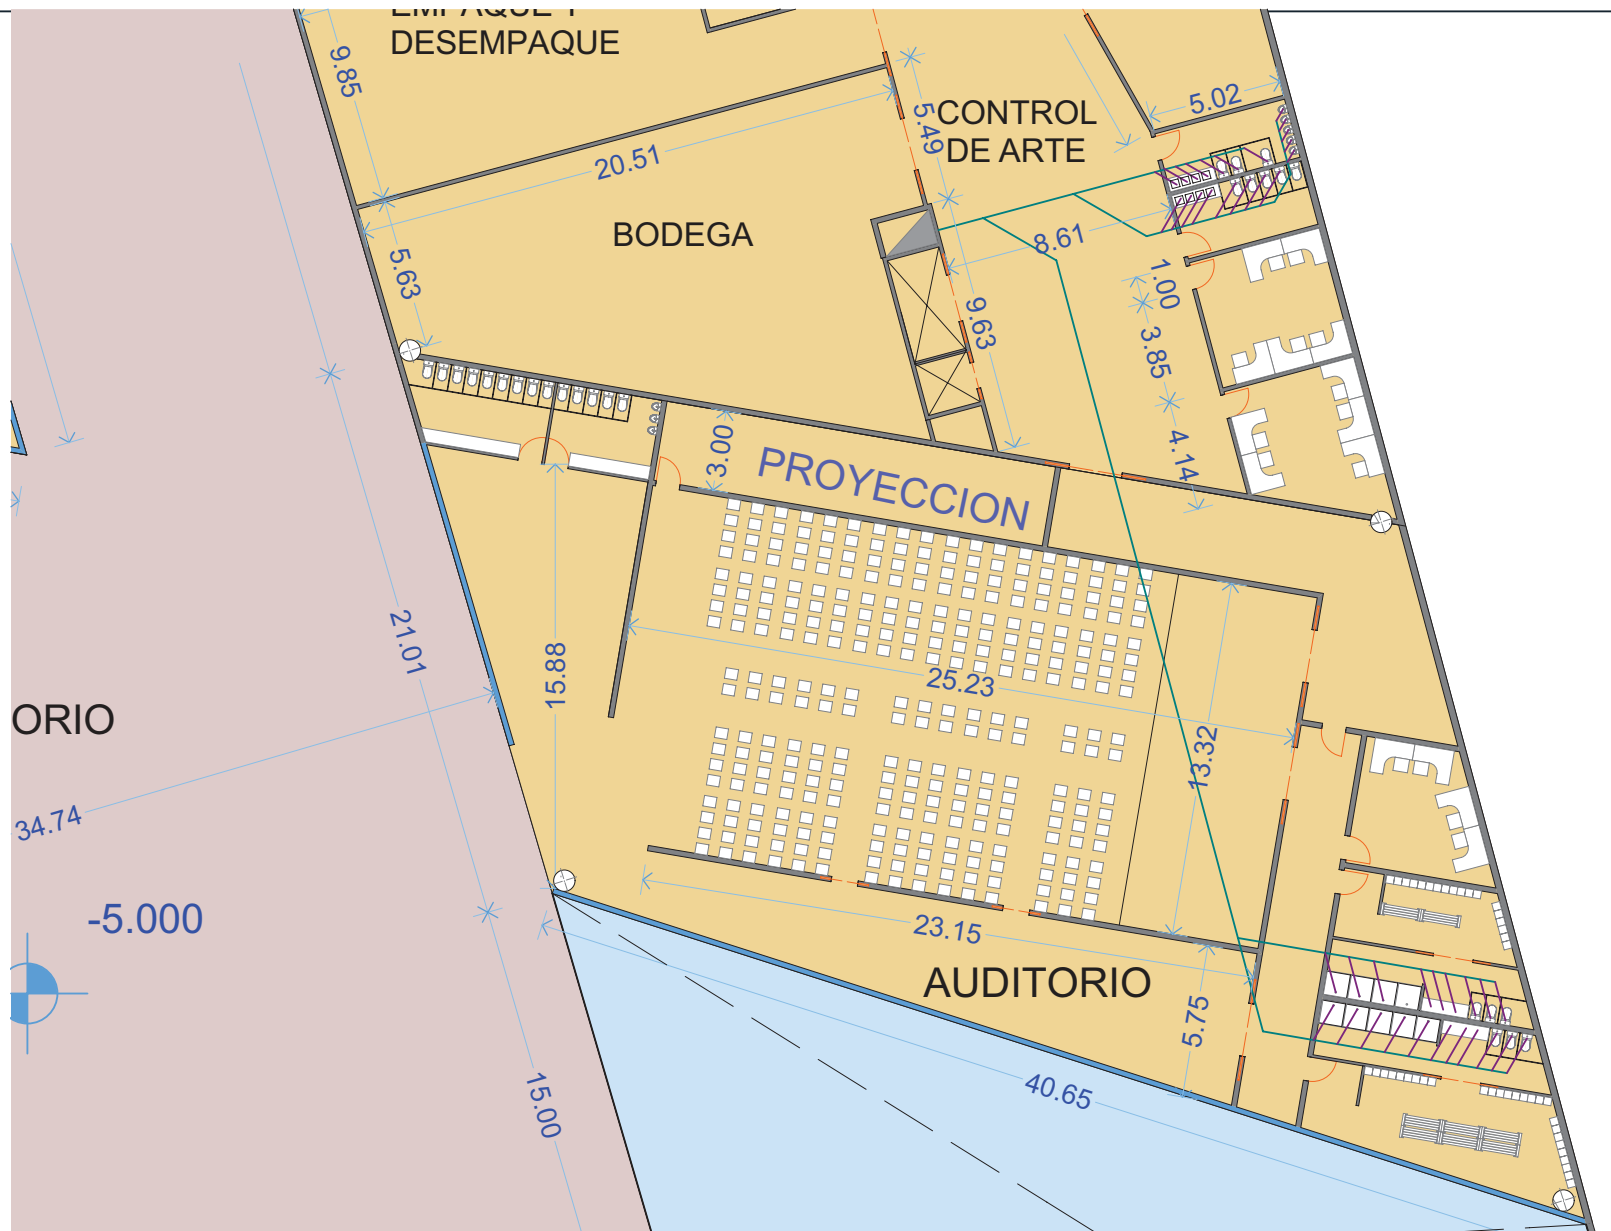 EMPAQUE Y
DESEMPAQUE
9.85
5.49
CONTROL
DE ARTE
5.02
20.51
BODEGA
8.61
5.63
1.00
9.63
3.85
4.14
3.00
PROYECCION
21.01
15.88
25.23
13.32
ORIO
34.74
-5.000
23.15
AUDITORIO
5.75
40.65
15.00